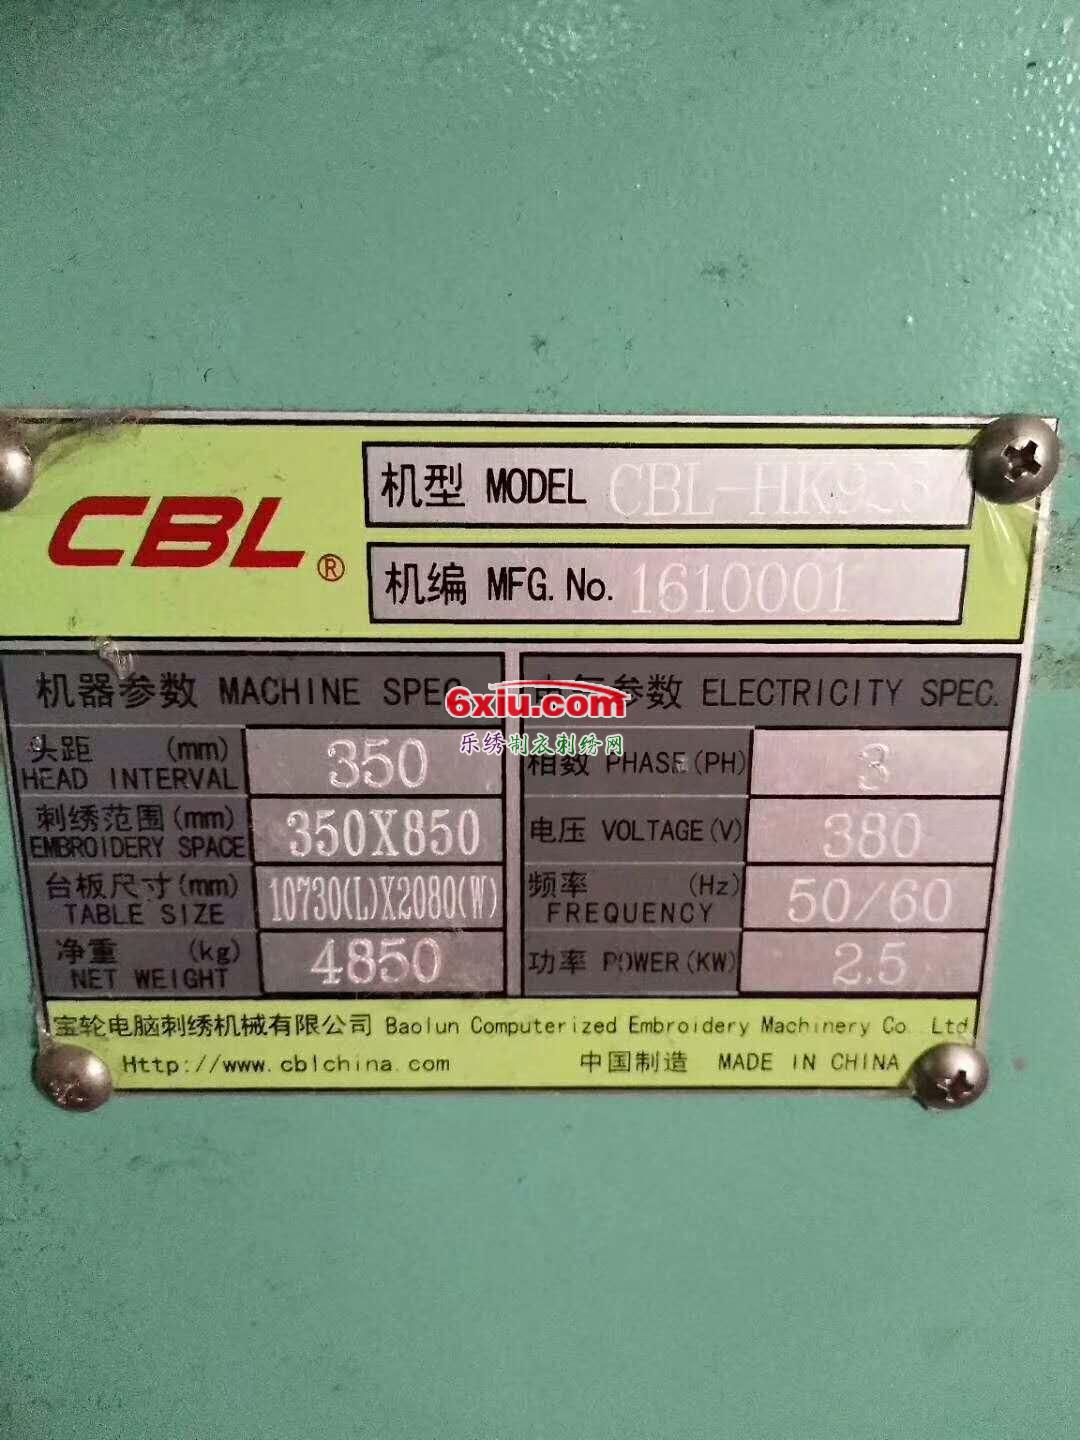 CBL®
机型 MODEL CBL-HK92
机编 MFG. No. 1610001
机器参数 MACHINE SPEC
参数 ELECTRICITY SPEC.
6xiu.com
乐绣制衣刺绣网
头距 (mm) 350
HEAD INTERVAL
刺绣范围(mm) 350X850
EMBROIDERY SPACE
台板尺寸(mm) 10730(L)X2080(W)
TABLE SIZE
净重 (kg) 4850
NET WEIGHT
相数 PHASE(PH) 3
电压 VOLTAGE(V) 380
频率 (Hz) 50/60
FREQUENCY
功率 POWER(KW) 2.5
宝轮电脑刺绣机械有限公司 Baolun Computerized Embroidery Machinery Co. Ltd
Http://www.cblchina.com 中国制造 MADE IN CHINA